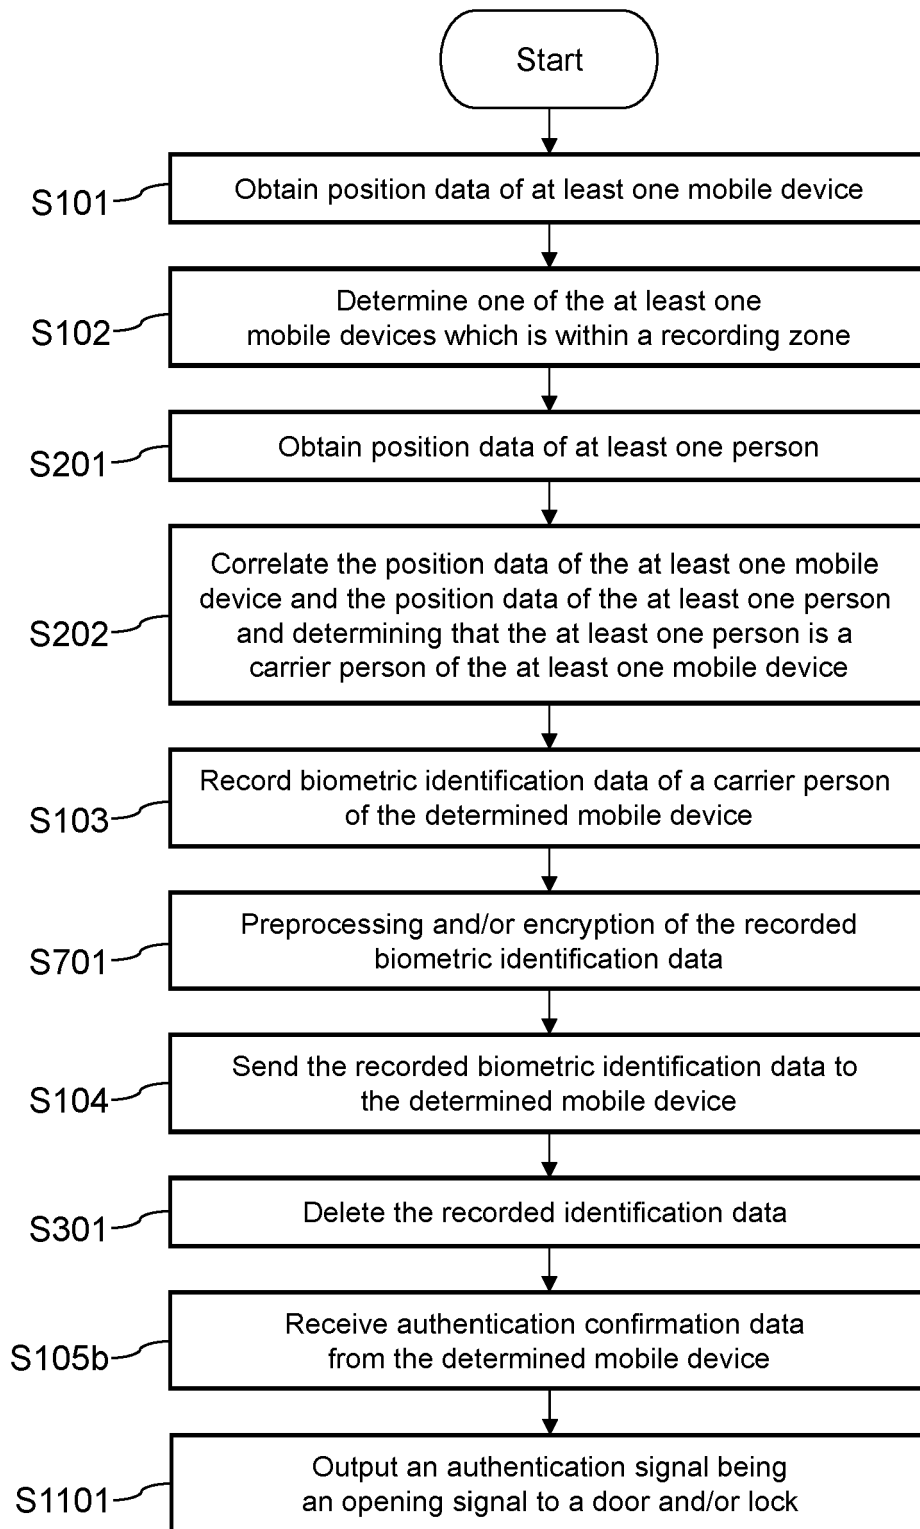 Start
S101
Obtain position data of at least one mobile device
S102
Determine one of the at least one
mobile devices which is within a recording zone
S201
Obtain position data of at least one person
S202
Correlate the position data of the at least one mobile
device and the position data of the at least one person
and determining that the at least one person is a
carrier person of the at least one mobile device
S103
Record biometric identification data of a carrier person
of the determined mobile device
S701
Preprocessing and/or encryption of the recorded
biometric identification data
S104
Send the recorded biometric identification data to
the determined mobile device
S301
Delete the recorded identification data
S105b
Receive authentication confirmation data
from the determined mobile device
S1101
Output an authentication signal being
an opening signal to a door and/or lock